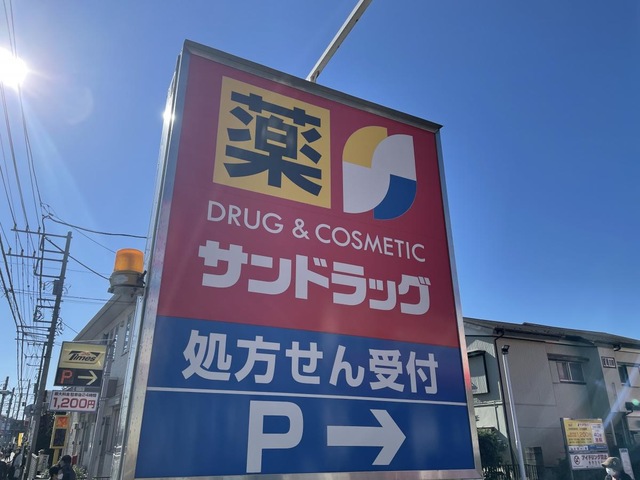 薬
DRUG & COSMETIC
サンドラッグ
処方せん受付
P →
Times
P →
1,200円